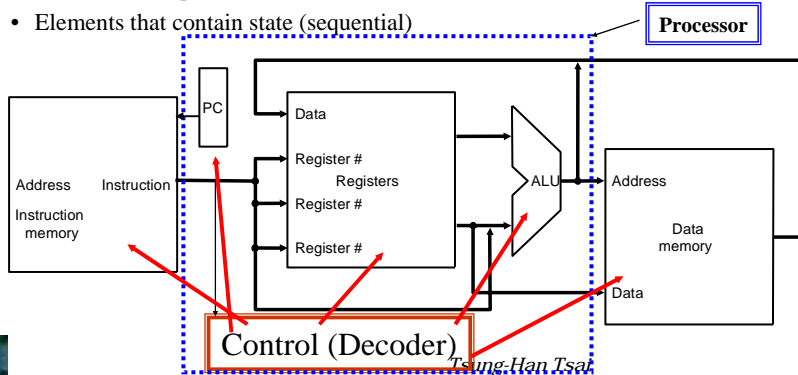 • Elements that contain state (sequential)
Processor
PC
Data
Register #
Register #
Register #
Registers
ALU
Address
Instruction
Instruction
memory
Address
Data
memory
Data
Control (Decoder)
Tsung-Han Tsai